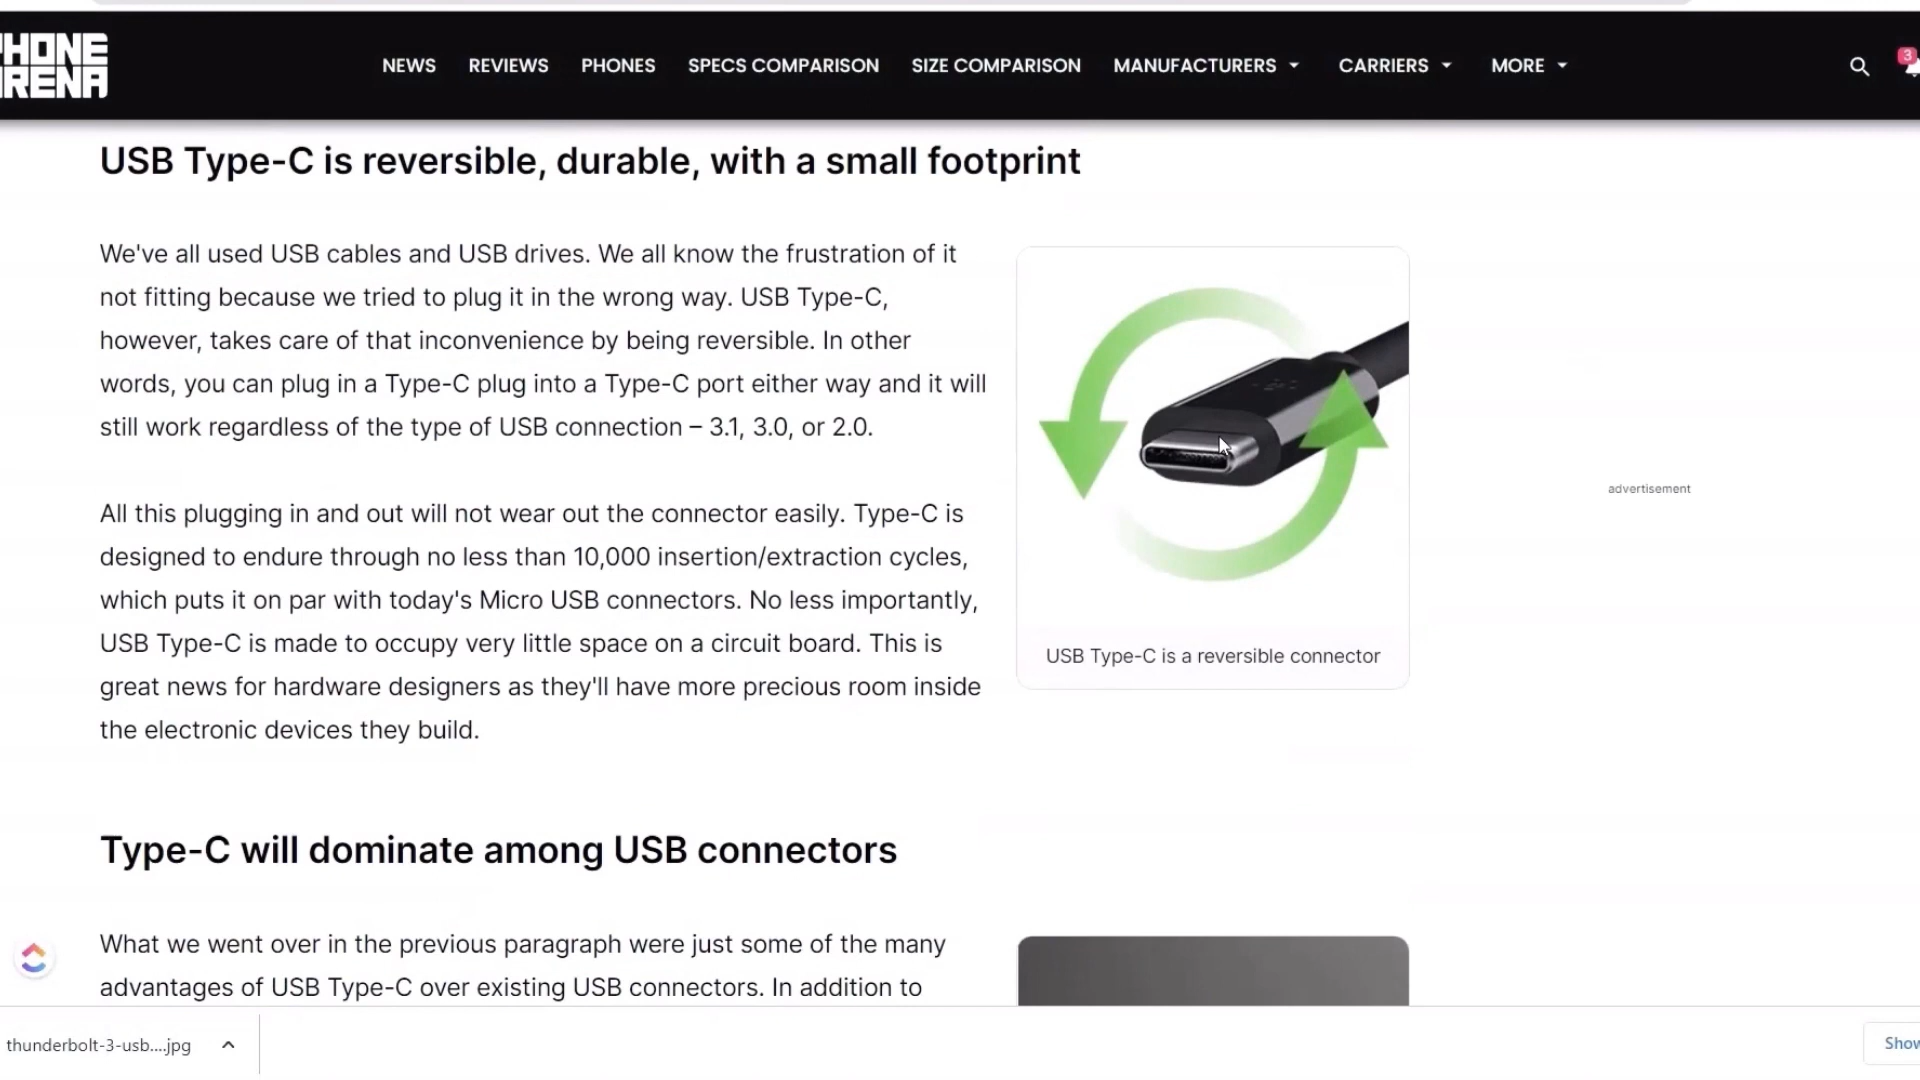 PHONE
ARENA
NEWS REVIEWS PHONES SPECS COMPARISON SIZE COMPARISON MANUFACTURERS CARRIERS MORE
3
USB Type-C is reversible, durable, with a small footprint
We've all used USB cables and USB drives. We all know the frustration of it
not fitting because we tried to plug it in the wrong way. USB Type-C,
however, takes care of that inconvenience by being reversible. In other
words, you can plug in a Type-C plug into a Type-C port either way and it will
still work regardless of the type of USB connection – 3.1, 3.0, or 2.0.
All this plugging in and out will not wear out the connector easily. Type-C is
designed to endure through no less than 10,000 insertion/extraction cycles,
which puts it on par with today's Micro USB connectors. No less importantly,
USB Type-C is made to occupy very little space on a circuit board. This is
great news for hardware designers as they'll have more precious room inside
the electronic devices they build.
USB Type-C is a reversible connector
advertisement
Type-C will dominate among USB connectors
What we went over in the previous paragraph were just some of the many
advantages of USB Type-C over existing USB connectors. In addition to
thunderbolt-3-usb....jpg
Show